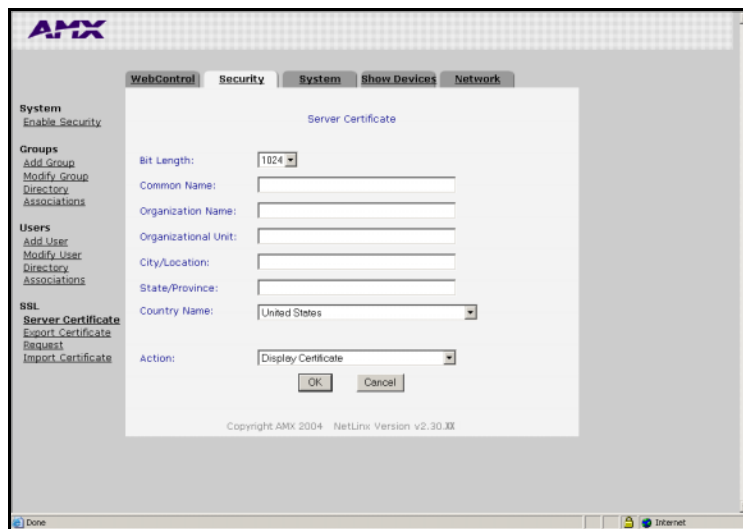 AMX
WebControl Security System Show Devices Network
System
Enable Security
Groups
Add Group
Modify Group
Directory
Associations
Users
Add User
Modify User
Directory
Associations
SSL
Server Certificate
Export Certificate
Request
Import Certificate
Server Certificate
Bit Length: 1024
Common Name:
Organization Name:
Organizational Unit:
City/Location:
State/Province:
Country Name: United States
Action: Display Certificate
OK Cancel
Copyright AMX 2004 NetLinx Version v2.30.XX
Done Internet